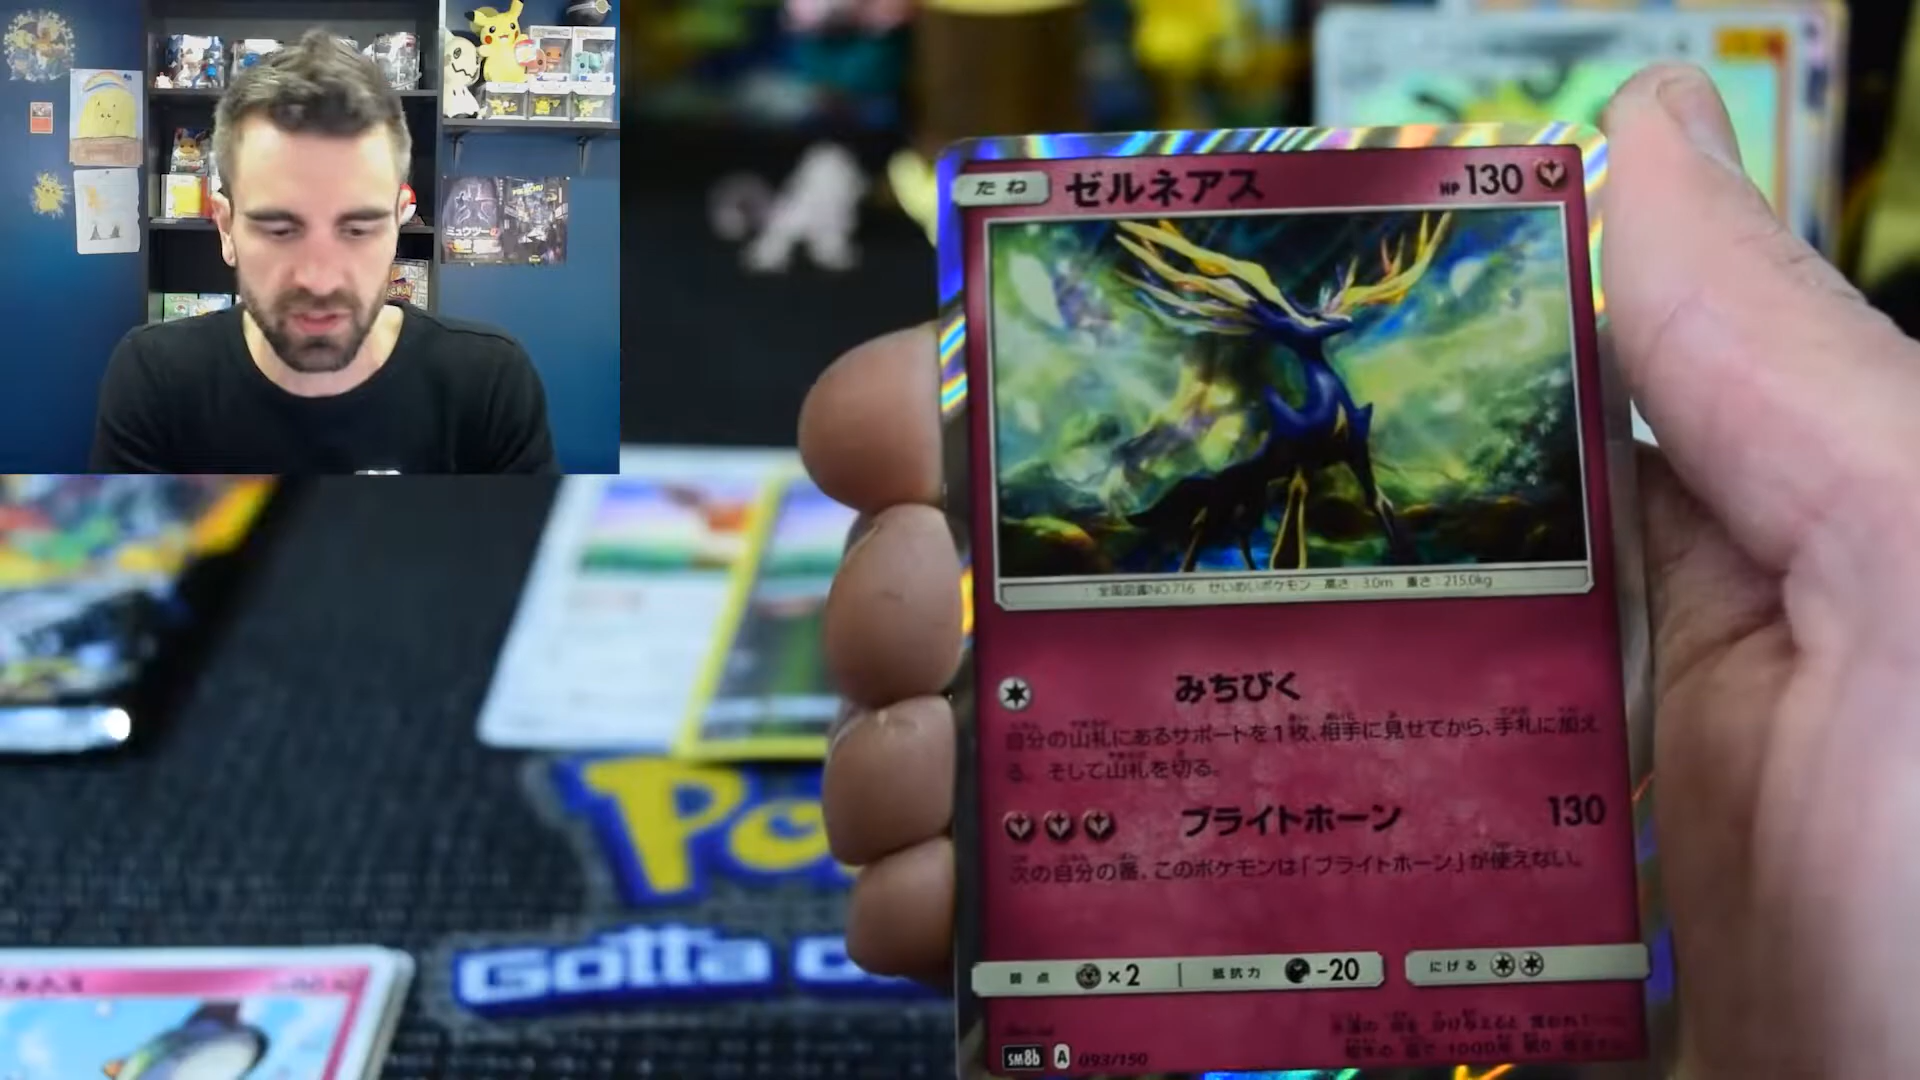 たね ゼルネアス HP 130
全国図鑑NO.716 せいめいポケモン 高さ：3.0m 重さ：215.0kg
みちびく
自分の山札にあるサポートを1枚、相手に見せてから、手札に加え
る。そして山札を切る。
ブライトホーン 130
次の自分の番、このポケモンは「ブライトホーン」が使えない。
弱点 ×2 抵抗力 -20 にげる
SM8b A 093/150
Gotta